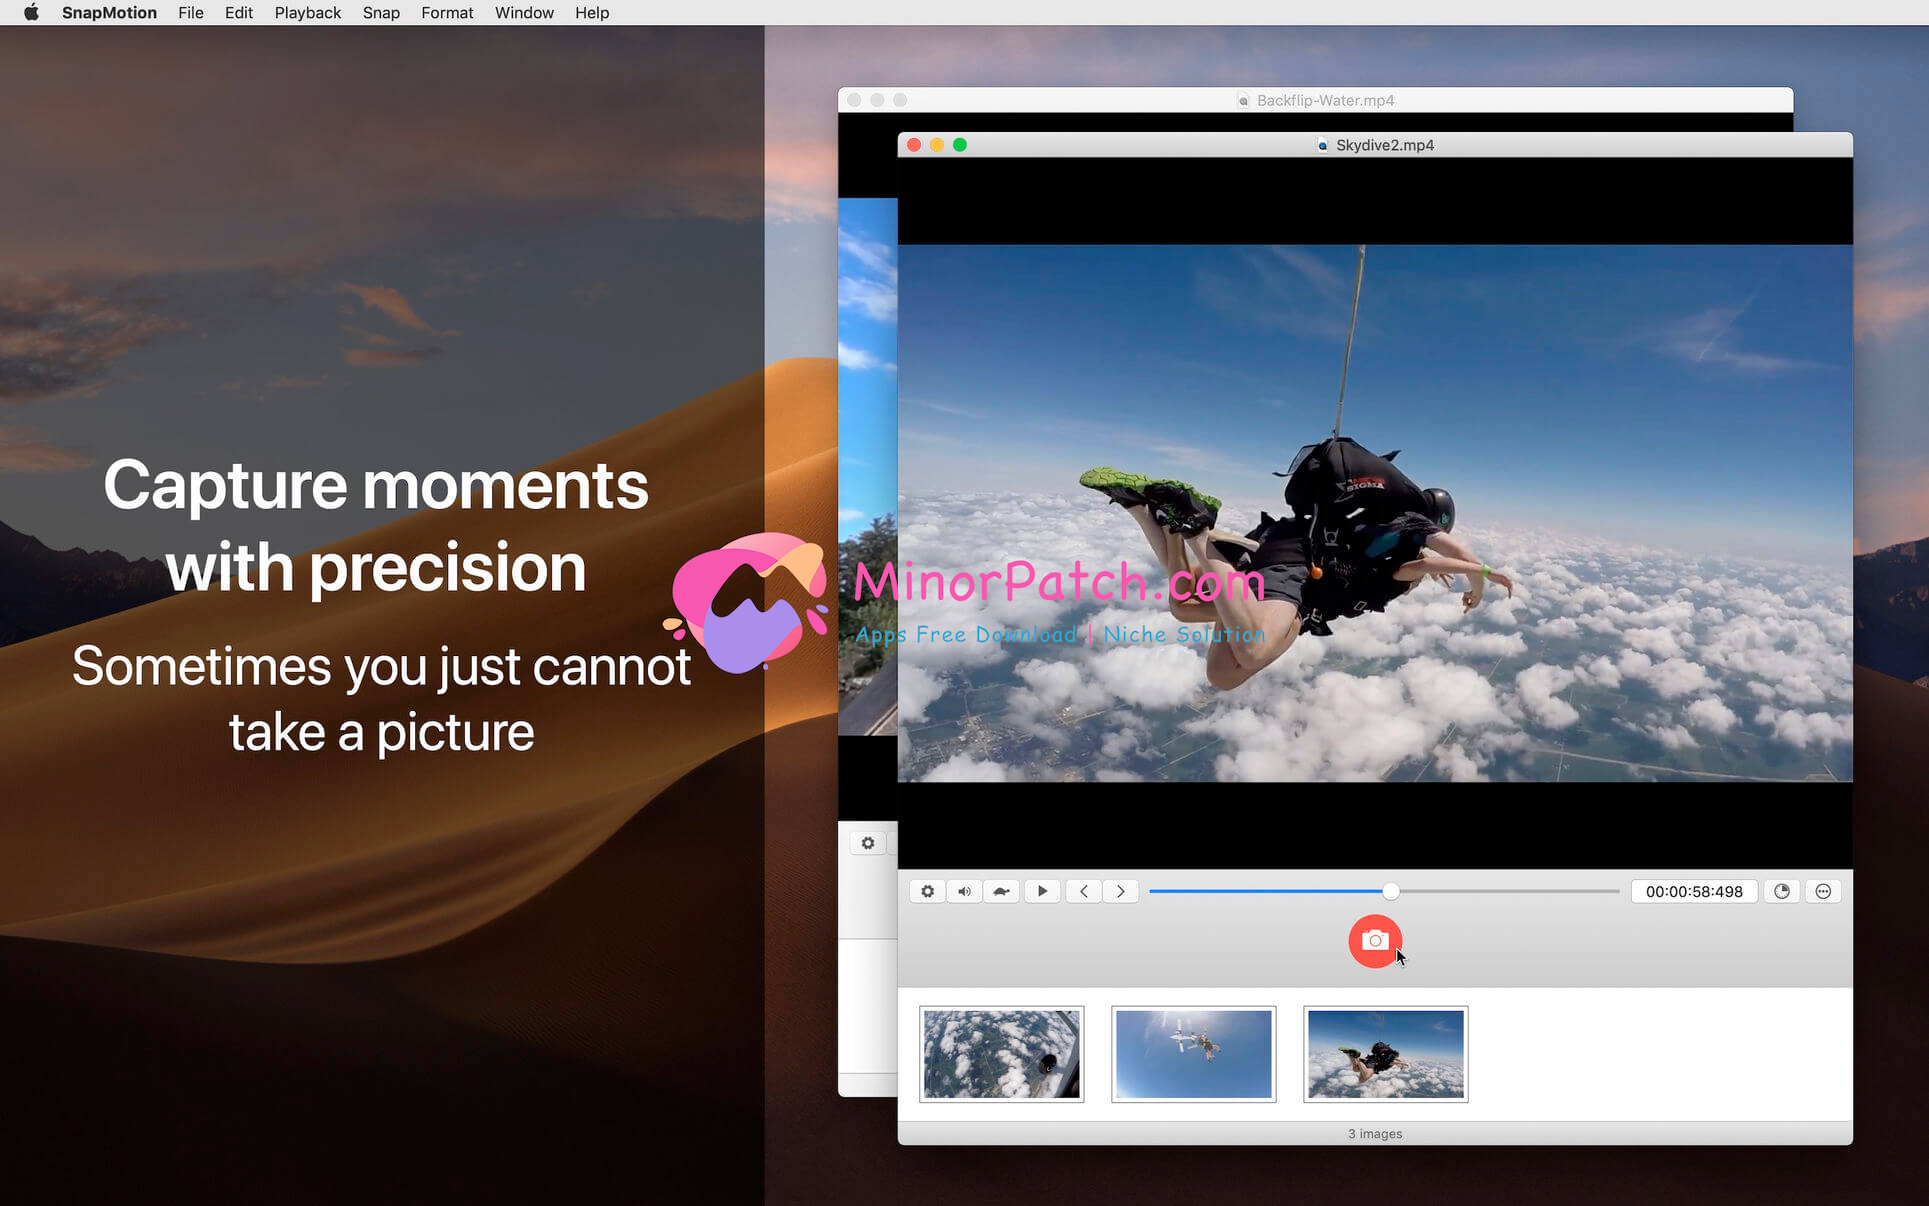 SnapMotion File Edit Playback Snap Format Window Help
Backflip-Water.mp4
Skydive2.mp4
Capture moments
with precision
Sometimes you just cannot
take a picture
SIGMA
MinorPatch.com
Apps Free Download | Niche Solution
00:00:58:498
3 images